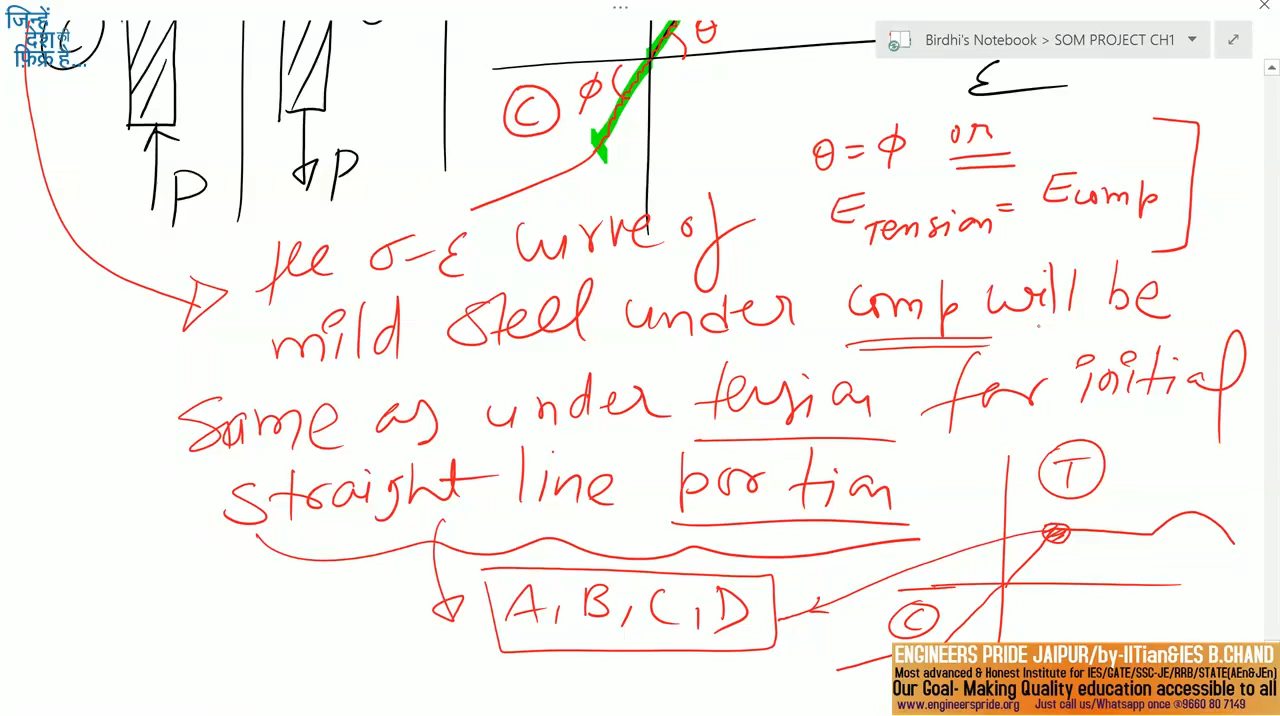 जिन्हें
देश की
फ़िक्र है...
Birdhi's Notebook > SOM PROJECT CH1
θ
ε
C
ϕ
P
P
θ = ϕ or
E Tension = E comp
the σ-ε curve of
mild steel under comp will be
same as under tension for initial
straight line portion
T
A, B, C, D
C
ENGINEERS PRIDE JAIPUR/by-IITian&IES B.CHAND
Most advanced & Honest Institute for IES/GATE/SSC-JE/RRB/STATE(AEn&JEn)
Our Goal- Making Quality education accessible to all
www.engineerspride.org Just call us/Whatsapp once @9660 80 7149